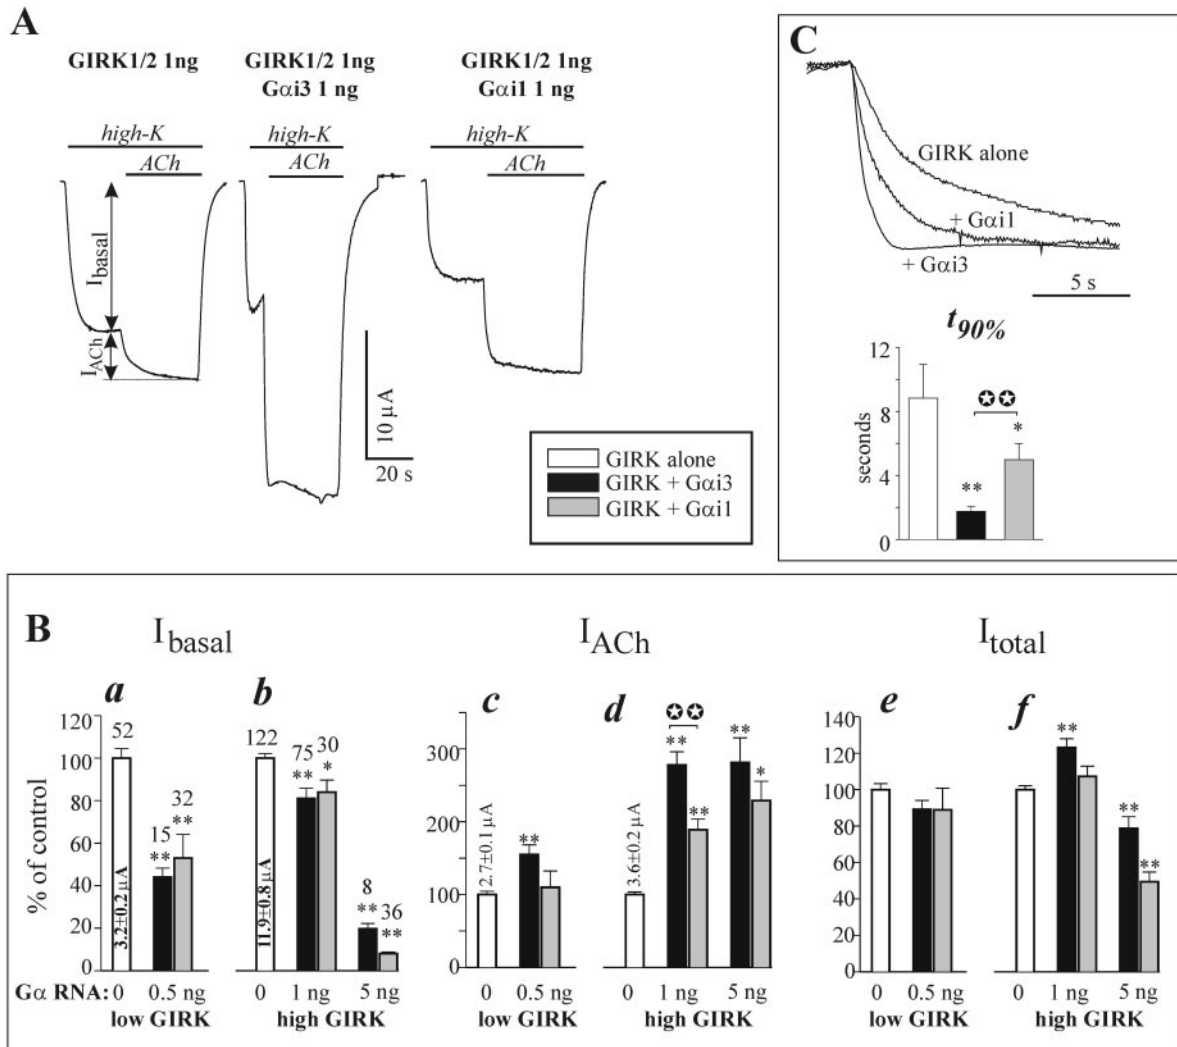 A
GIRK1/2 1ng
GIRK1/2 1ng
Gαi3 1 ng
GIRK1/2 1ng
Gαi1 1 ng
high-K
ACh
high-K
ACh
high-K
ACh
I basal
I ACh
10 μA
20 s
GIRK alone
GIRK + Gαi3
GIRK + Gαi1
C
GIRK alone
+ Gαi1
+ Gαi3
5 s
t90%
seconds
12
8
4
0
**
✪✪
*
B
I basal
I ACh
I total
a
b
c
d
e
f
% of control
120
100
80
60
40
20
0
52
3.2±0.2 μA
15
**
32
**
122
11.9±0.8 μA
75
**
30
*
8
**
36
**
300
200
100
0
2.7±0.1 μA
**
3.6±0.2 μA
✪✪
**
**
**
*
140
120
100
80
60
40
20
0
**
**
**
Gα RNA: 0 0.5 ng 0 1 ng 5 ng 0 0.5 ng 0 1 ng 5 ng 0 0.5 ng 0 1 ng 5 ng
low GIRK high GIRK low GIRK high GIRK low GIRK high GIRK